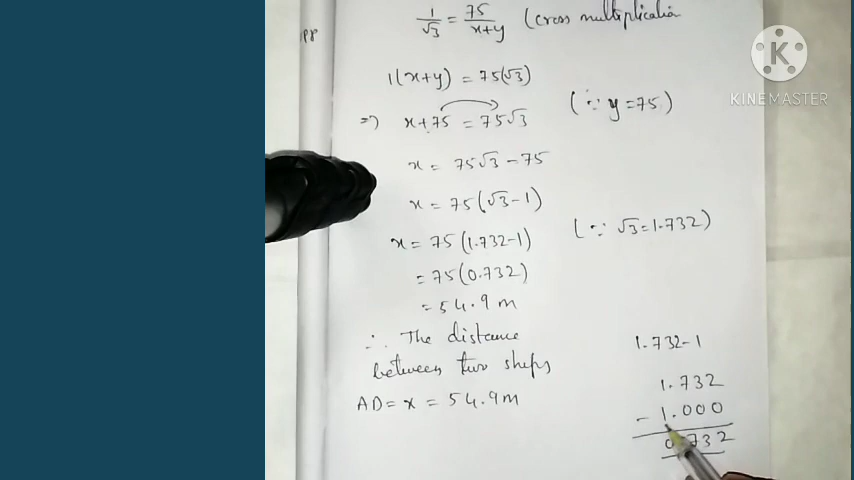 1/√3 = 75/x+y (cross multiplication
1(x+y) = 75(√3)
⇒ x+75 = 75√3 (∵ y=75)
x = 75√3 - 75
x = 75(√3-1)
x = 75(1.732-1) (∵ √3=1.732)
= 75(0.732)
= 54.9 m
∴ The distance
between two ships
AD = x = 54.9m
1.732-1
1.732
- 1.000
0.732
K
KINEMASTER